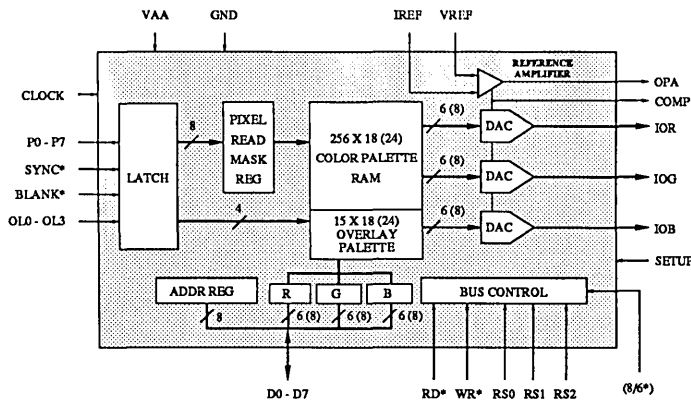 VAA GND IREF VREF
REFERENCE
AMPLIFIER
OPA
CLOCK
COMP
P0 - P7
SYNC*
BLANK*
OL0 - OL3
LATCH
8
PIXEL
READ
MASK
REG
4
256 X 18 (24)
COLOR PALETTE
RAM
15 X 18 (24)
OVERLAY
PALETTE
6 (8)
DAC
IOR
6 (8)
DAC
IOG
6 (8)
DAC
IOB
SETUP
ADDR REG
R
G
B
BUS CONTROL
8
6 (8)
6 (8)
6 (8)
D0 - D7
RD* WR* RS0 RS1 RS2
(8/6*)